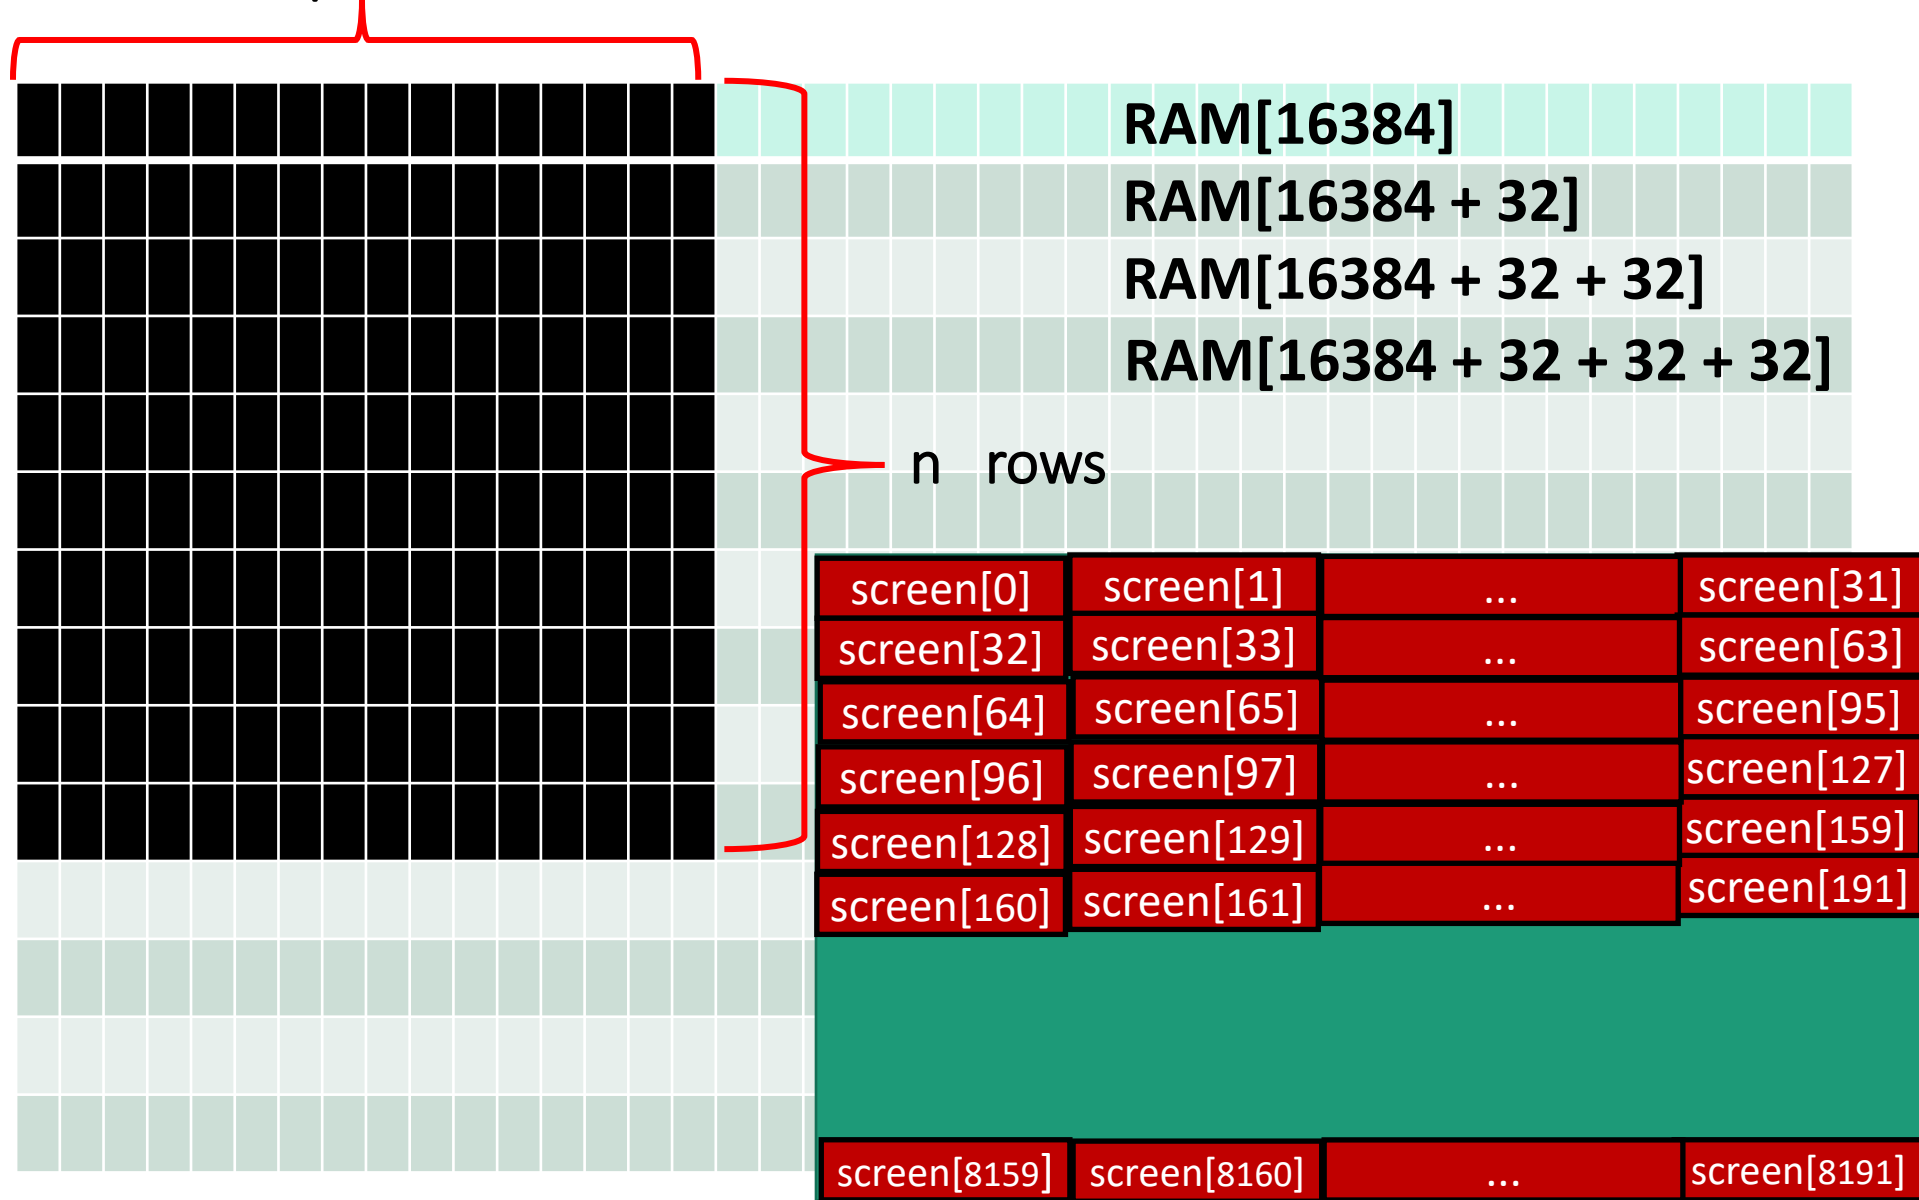 RAM[16384]
RAM[16384 + 32]
RAM[16384 + 32 + 32]
RAM[16384 + 32 + 32 + 32]
n rows
screen[0] screen[1] ... screen[31]
screen[32] screen[33] ... screen[63]
screen[64] screen[65] ... screen[95]
screen[96] screen[97] ... screen[127]
screen[128] screen[129] ... screen[159]
screen[160] screen[161] ... screen[191]
screen[8159] screen[8160] ... screen[8191]